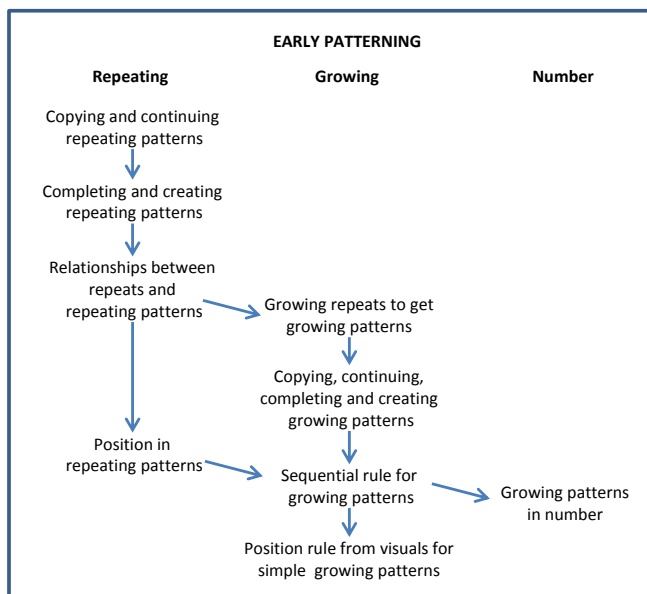 EARLY PATTERNING
Repeating
Growing
Number
Copying and continuing
repeating patterns
Completing and creating
repeating patterns
Relationships between
repeats and
repeating patterns
Growing repeats to get
growing patterns
Copying, continuing,
completing and creating
growing patterns
Position in
repeating patterns
Sequential rule for
growing patterns
Growing patterns
in number
Position rule from visuals for
simple growing patterns